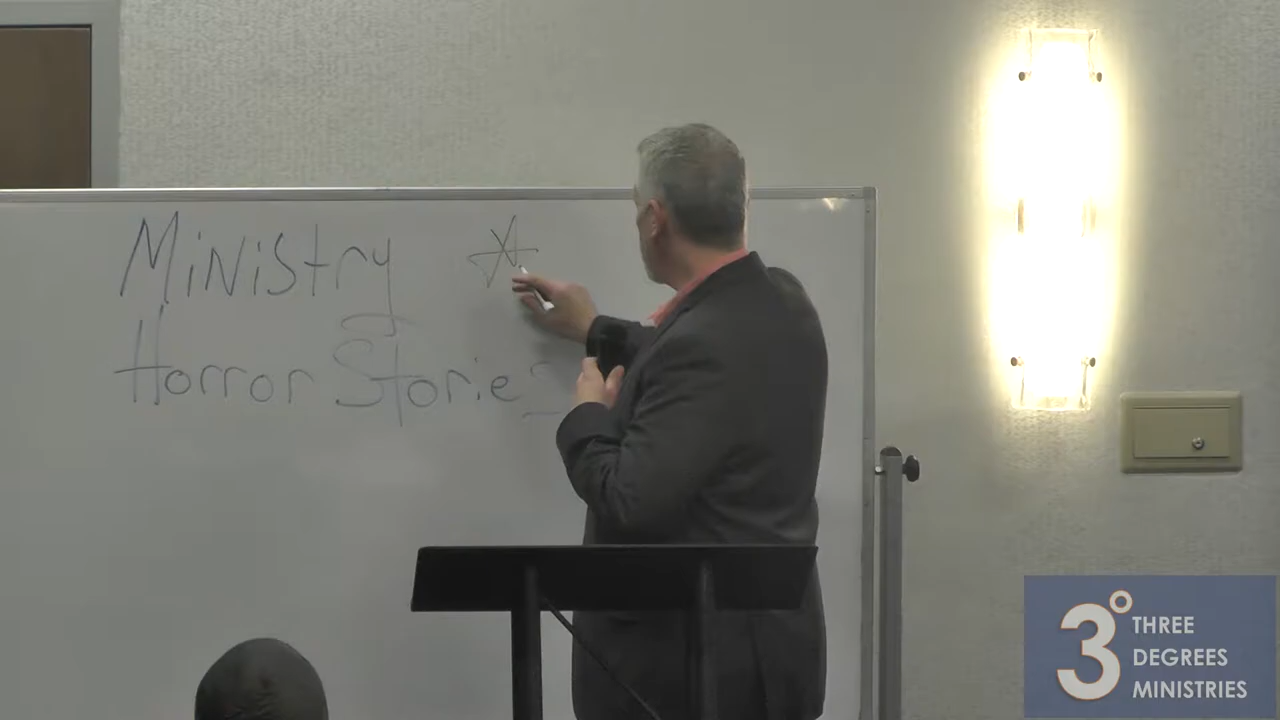 Ministry
Horror Stories
3°
THREE
DEGREES
MINISTRIES